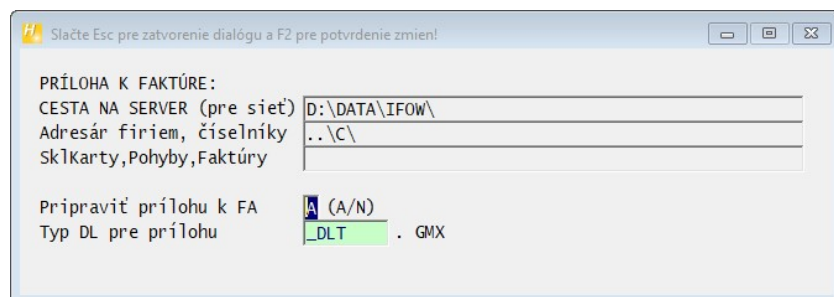 Slačte Esc pre zatvorenie dialógu a F2 pre potvrdenie zmien!
PRÍLOHA K FAKTÚRE:
CESTA NA SERVER (pre sieť) D:\DATA\IFOW\
Adresár firiem, číselníky ..\C\
SklKarty,Pohyby,Faktúry
Pripraviť prílohu k FA A (A/N)
Typ DL pre prílohu _DLT . GMX